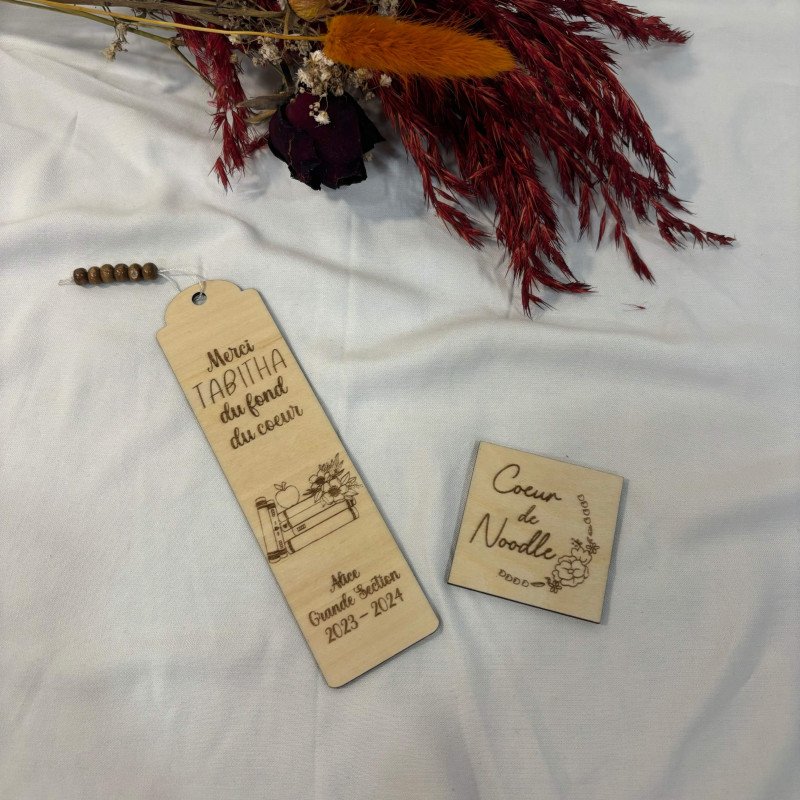 Merci
TABITHA
du fond
du coeur
Alice
Grande Section
2023 - 2024
Coeur
de
Noodle